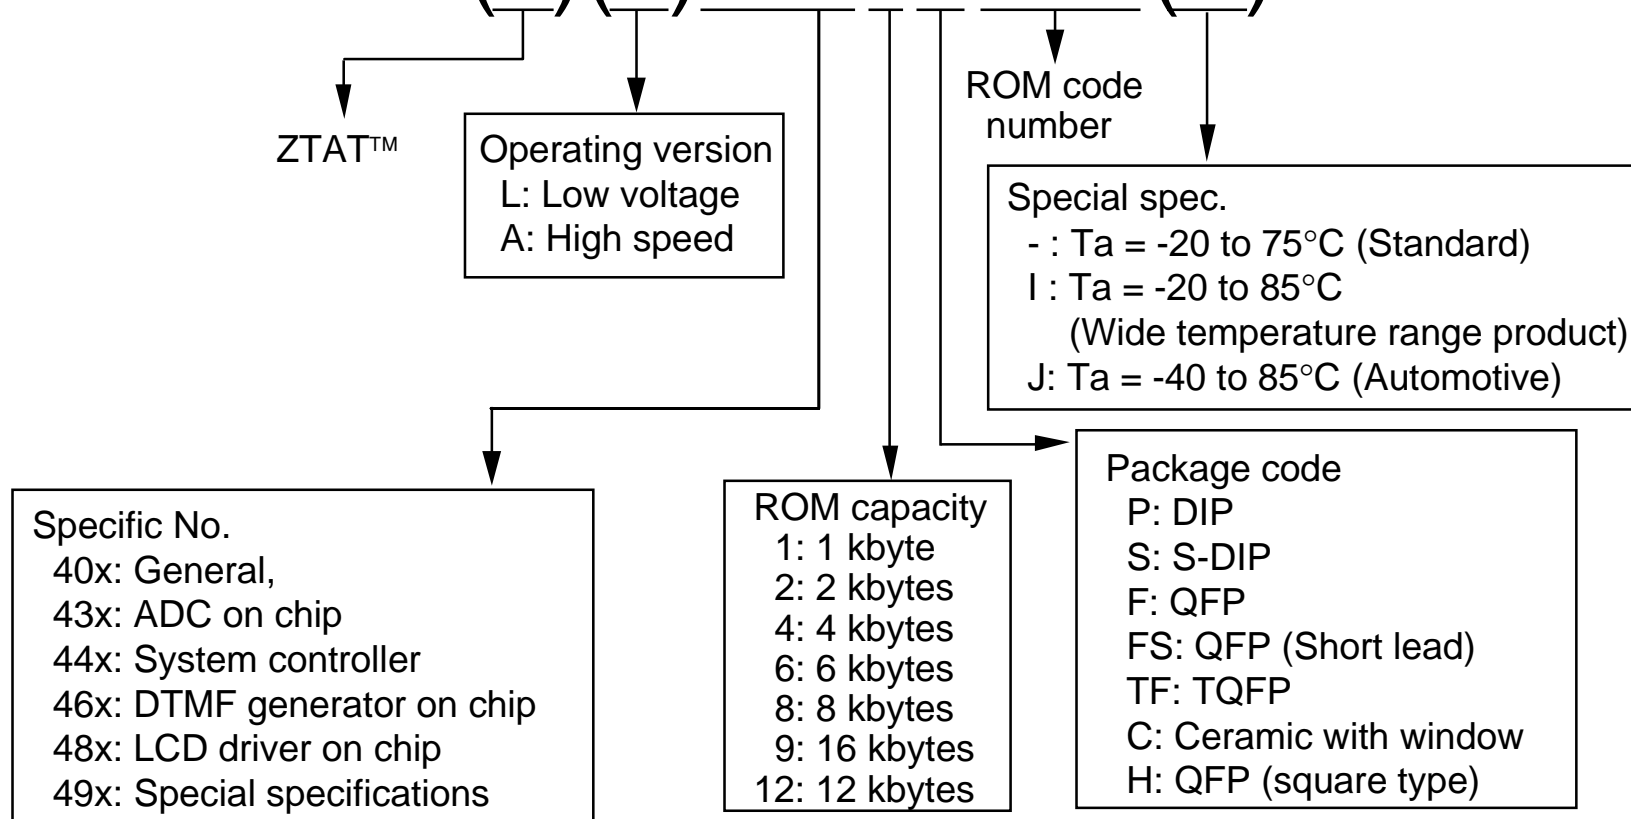 ZTAT™
Operating version
L: Low voltage
A: High speed
ROM code
number
Special spec.
- : Ta = -20 to 75°C (Standard)
I : Ta = -20 to 85°C
(Wide temperature range product)
J: Ta = -40 to 85°C (Automotive)
Specific No.
40x: General,
43x: ADC on chip
44x: System controller
46x: DTMF generator on chip
48x: LCD driver on chip
49x: Special specifications
ROM capacity
1: 1 kbyte
2: 2 kbytes
4: 4 kbytes
6: 6 kbytes
8: 8 kbytes
9: 16 kbytes
12: 12 kbytes
Package code
P: DIP
S: S-DIP
F: QFP
FS: QFP (Short lead)
TF: TQFP
C: Ceramic with window
H: QFP (square type)